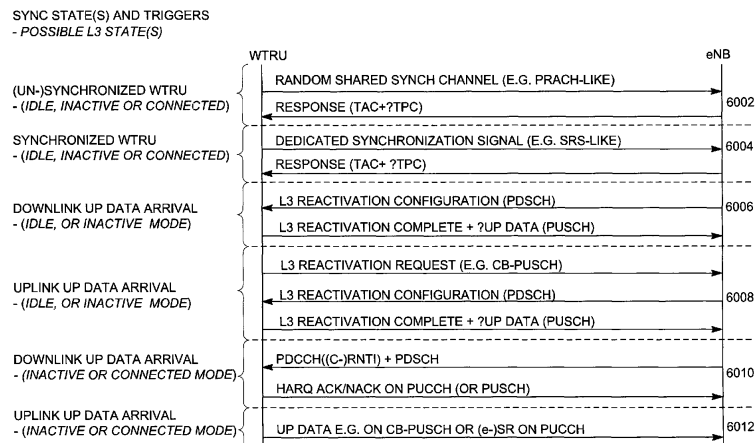 SYNC STATE(S) AND TRIGGERS
- POSSIBLE L3 STATE(S)
WTRU
eNB
(UN-)SYNCHRONIZED WTRU
- (IDLE, INACTIVE OR CONNECTED)
RANDOM SHARED SYNCH CHANNEL (E.G. PRACH-LIKE)
RESPONSE (TAC+?TPC)
6002
SYNCHRONIZED WTRU
- (IDLE, INACTIVE OR CONNECTED)
DEDICATED SYNCHRONIZATION SIGNAL (E.G. SRS-LIKE)
RESPONSE (TAC+ ?TPC)
6004
DOWNLINK UP DATA ARRIVAL
- (IDLE, OR INACTIVE MODE)
L3 REACTIVATION CONFIGURATION (PDSCH)
L3 REACTIVATION COMPLETE + ?UP DATA (PUSCH)
6006
UPLINK UP DATA ARRIVAL
- (IDLE, OR INACTIVE MODE)
L3 REACTIVATION REQUEST (E.G. CB-PUSCH)
L3 REACTIVATION CONFIGURATION (PDSCH)
L3 REACTIVATION COMPLETE + ?UP DATA (PUSCH)
6008
DOWNLINK UP DATA ARRIVAL
- (INACTIVE OR CONNECTED MODE)
PDCCH((C-)RNTI) + PDSCH
HARQ ACK/NACK ON PUCCH (OR PUSCH)
6010
UPLINK UP DATA ARRIVAL
- (INACTIVE OR CONNECTED MODE)
UP DATA E.G. ON CB-PUSCH OR (e-)SR ON PUCCH
6012